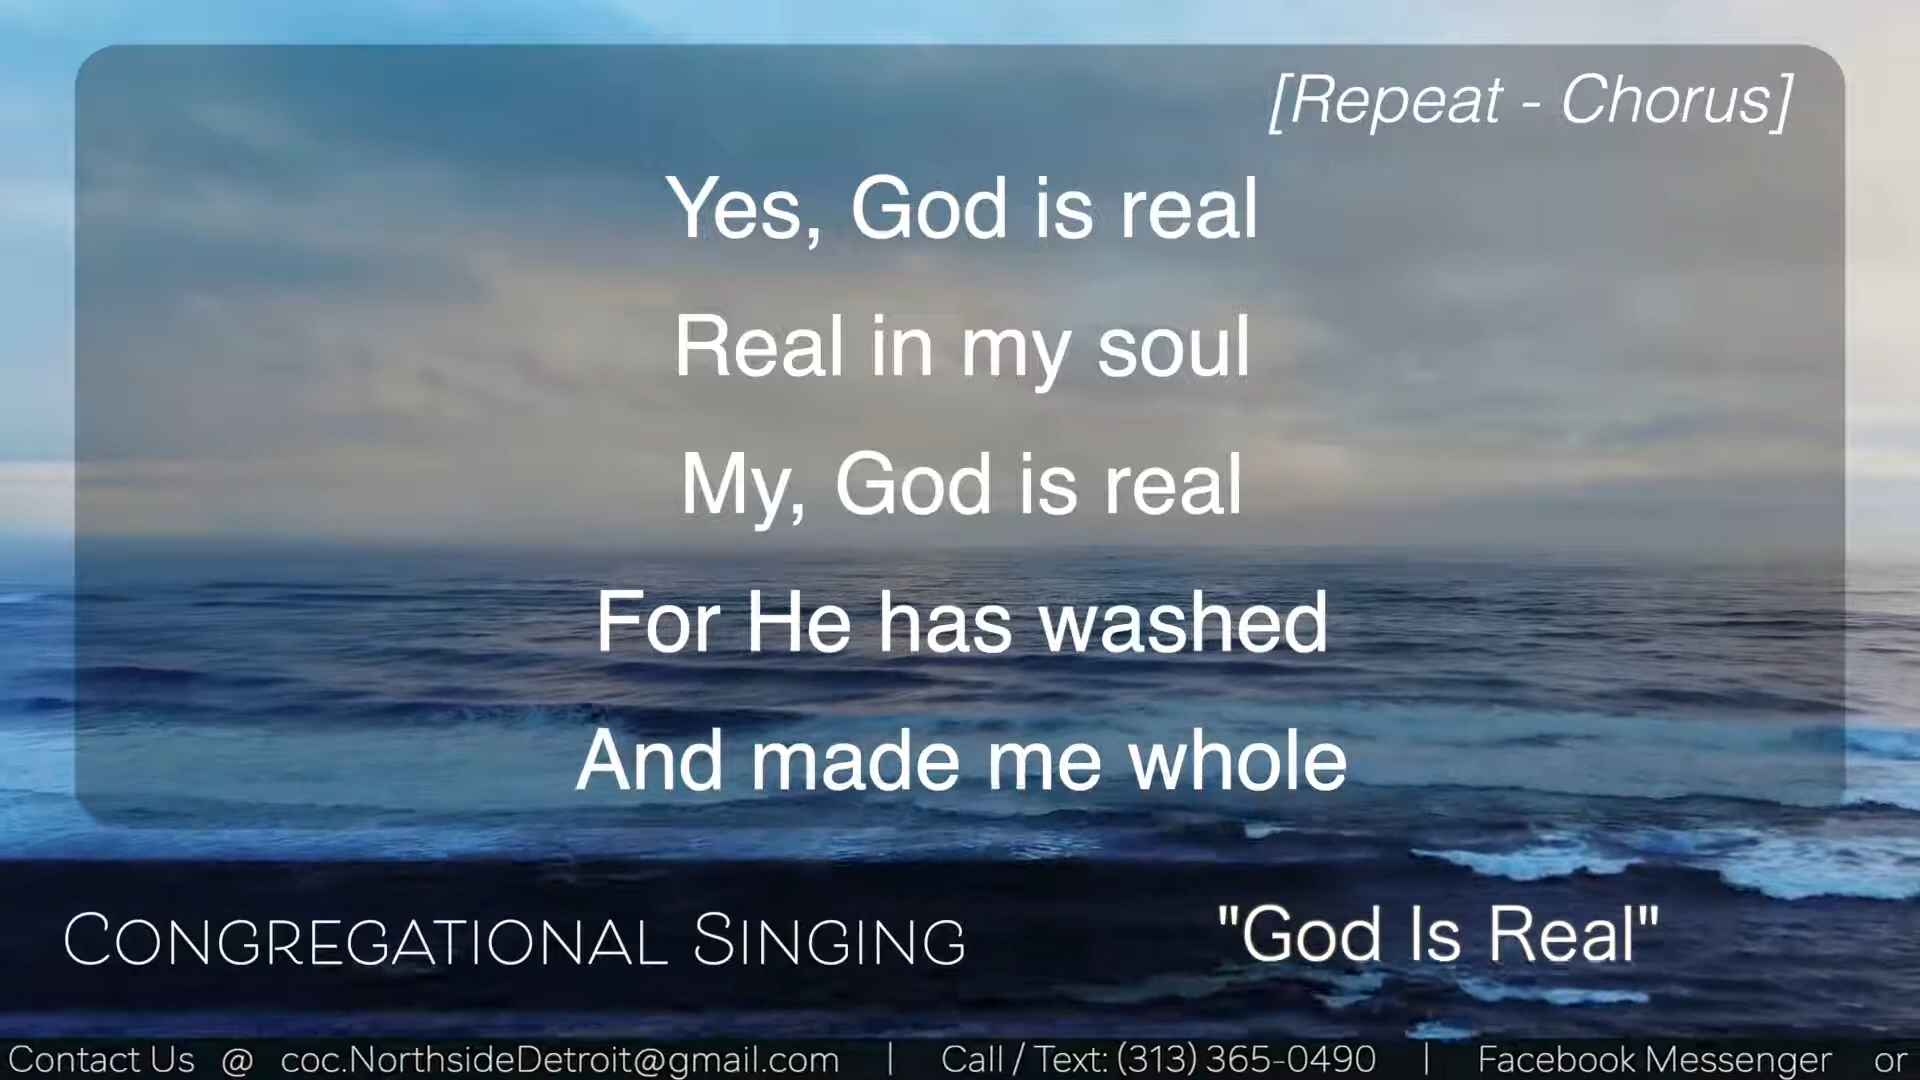 [Repeat - Chorus]
Yes, God is real
Real in my soul
My, God is real
For He has washed
And made me whole
CONGREGATIONAL SINGING "God Is Real"
Contact Us @ coc.NorthsideDetroit@gmail.com | Call / Text: (313) 365-0490 | Facebook Messenger or